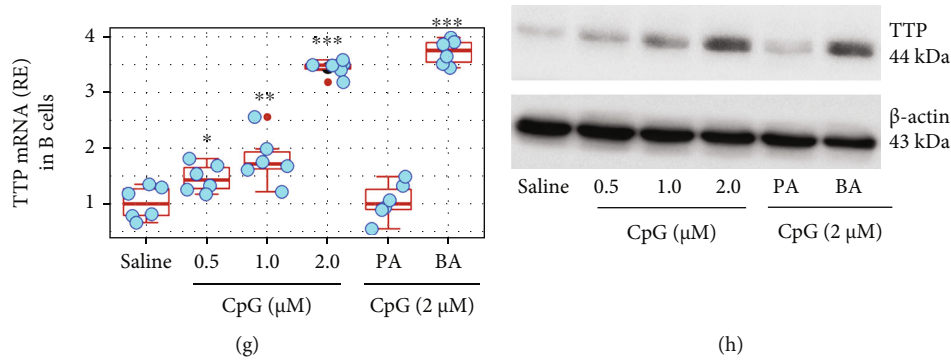 TTP mRNA (RE)
in B cells
4
3
2
1
*
**
***
***
Saline 0.5 1.0 2.0 PA BA
CpG (μM) CpG (2 μM)
(g)
TTP
44 kDa
β-actin
43 kDa
Saline 0.5 1.0 2.0 PA BA
CpG (μM) CpG (2 μM)
(h)